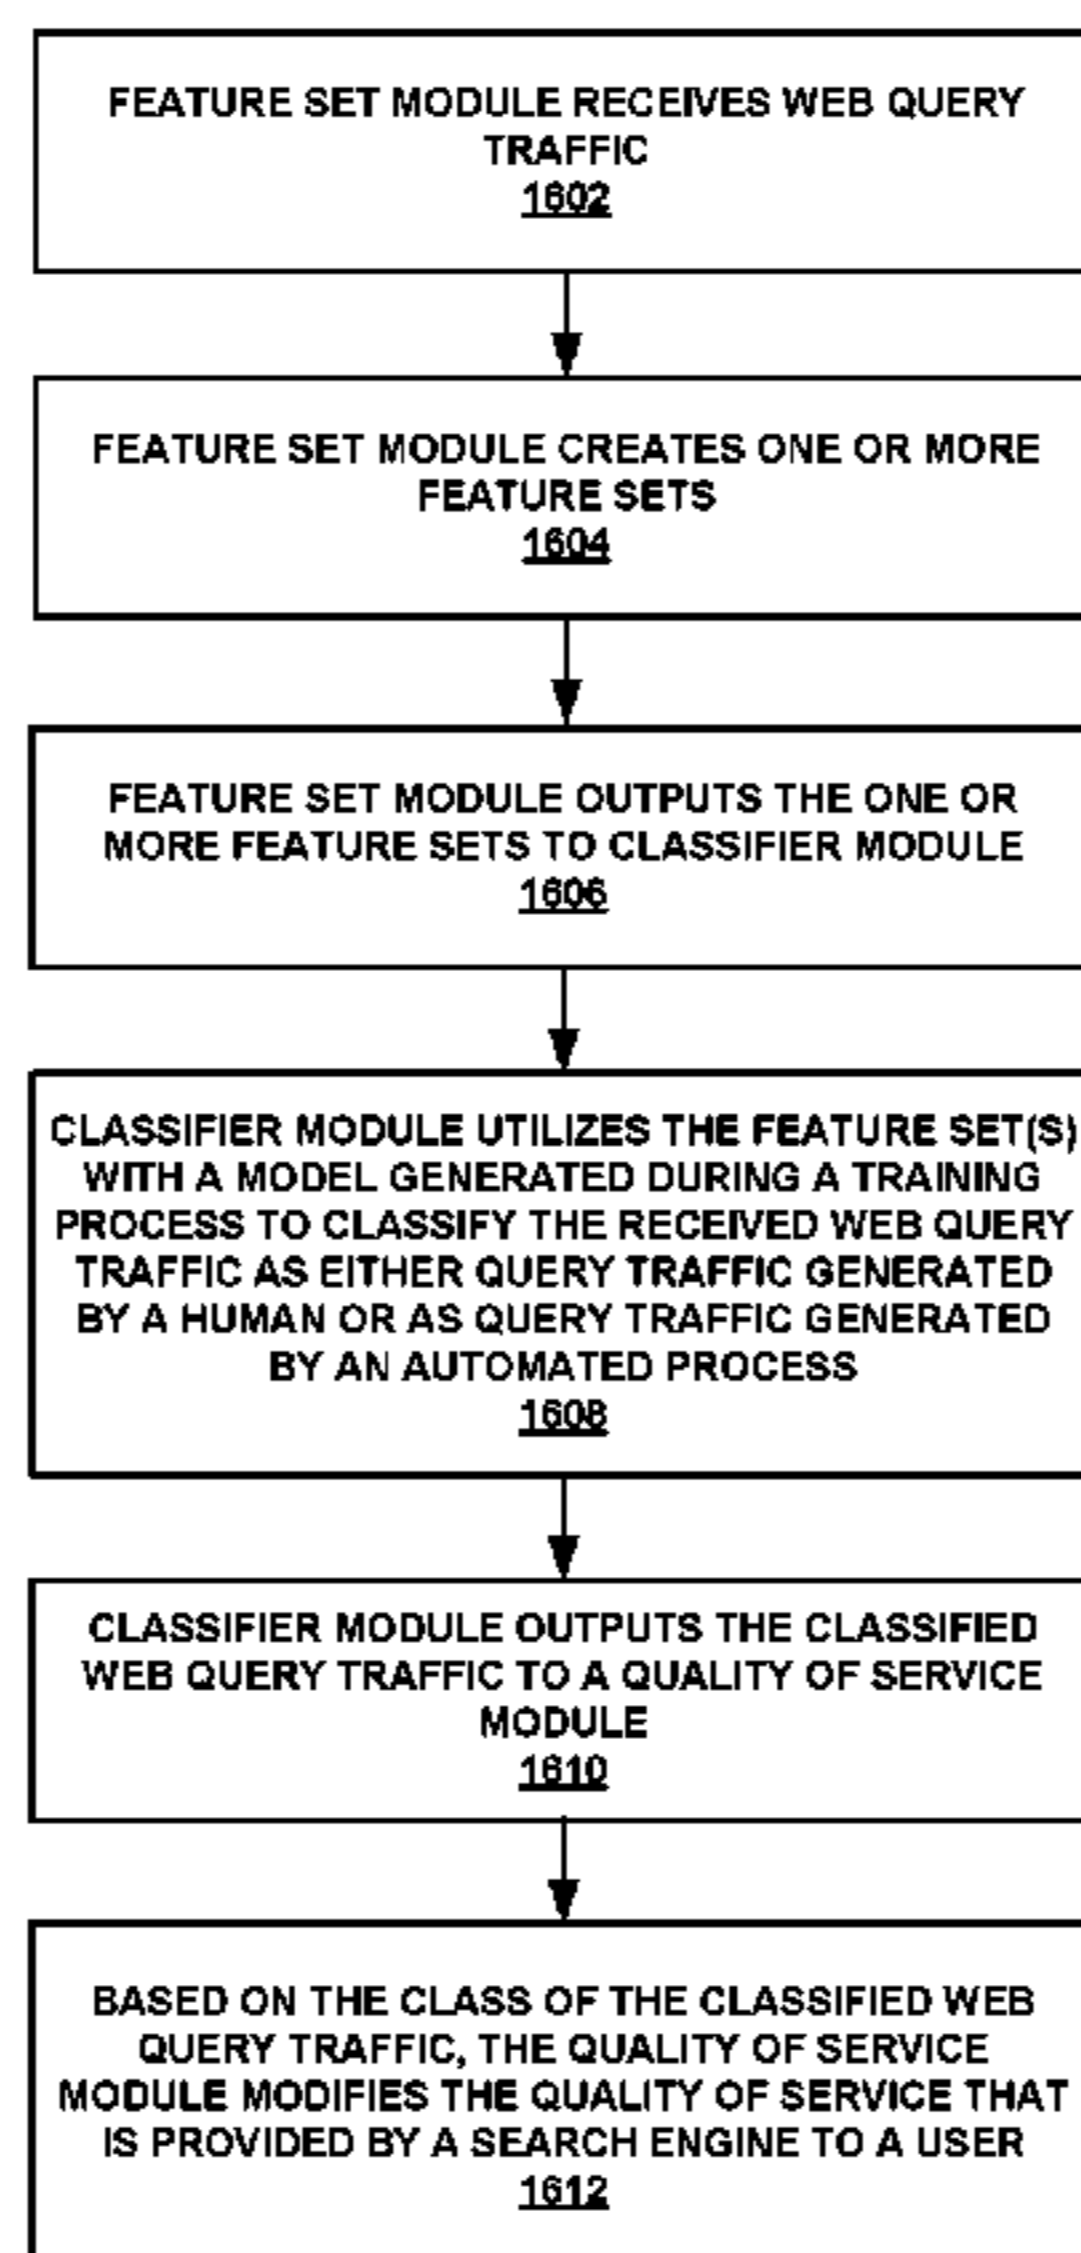 FEATURE SET MODULE RECEIVES WEB QUERY
TRAFFIC
1602
FEATURE SET MODULE CREATES ONE OR MORE
FEATURE SETS
1604
FEATURE SET MODULE OUTPUTS THE ONE OR
MORE FEATURE SETS TO CLASSIFIER MODULE
1606
CLASSIFIER MODULE UTILIZES THE FEATURE SET(S)
WITH A MODEL GENERATED DURING A TRAINING
PROCESS TO CLASSIFY THE RECEIVED WEB QUERY
TRAFFIC AS EITHER QUERY TRAFFIC GENERATED
BY A HUMAN OR AS QUERY TRAFFIC GENERATED
BY AN AUTOMATED PROCESS
1608
CLASSIFIER MODULE OUTPUTS THE CLASSIFIED
WEB QUERY TRAFFIC TO A QUALITY OF SERVICE
MODULE
1610
BASED ON THE CLASS OF THE CLASSIFIED WEB
QUERY TRAFFIC, THE QUALITY OF SERVICE
MODULE MODIFIES THE QUALITY OF SERVICE THAT
IS PROVIDED BY A SEARCH ENGINE TO A USER
1612